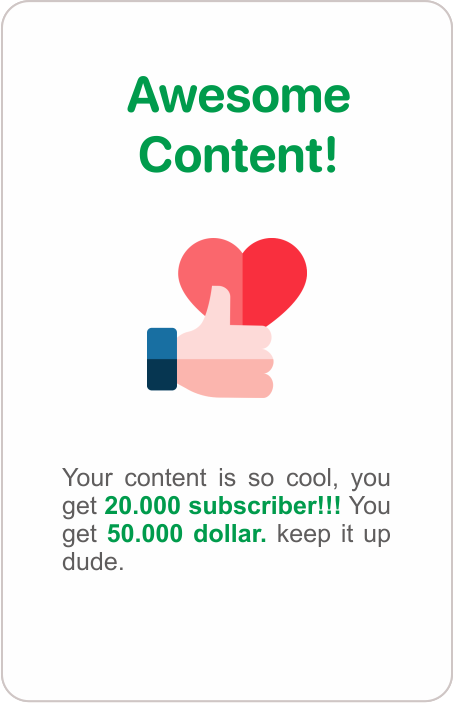 Awesome
Content!
Your content is so cool, you
get 20.000 subscriber!!! You
get 50.000 dollar. keep it up
dude.